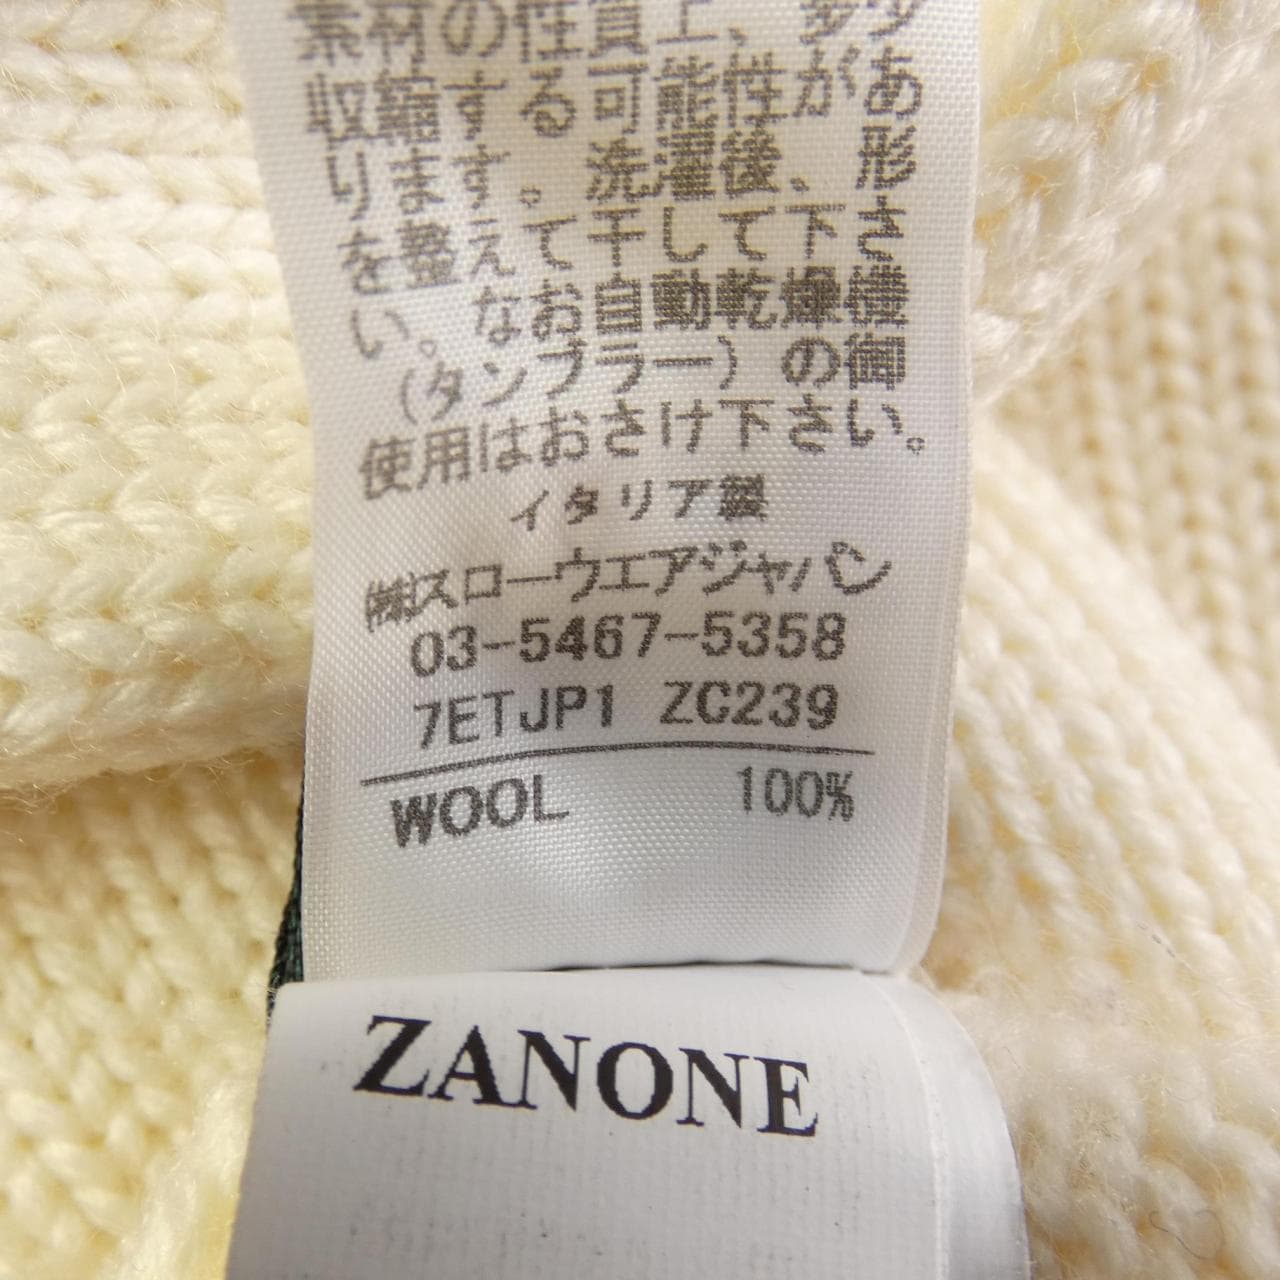 素材の性質上、多少
収縮する可能性があ
ります。洗濯後、形
を整えて干して下さ
い。なお自動乾燥機
(タンブラー)の御
使用はおさけ下さい。
イタリア製
㈱スローウエアジャパン
03-5467-5358
7ETJP1 ZC239
WOOL 100%
ZANONE